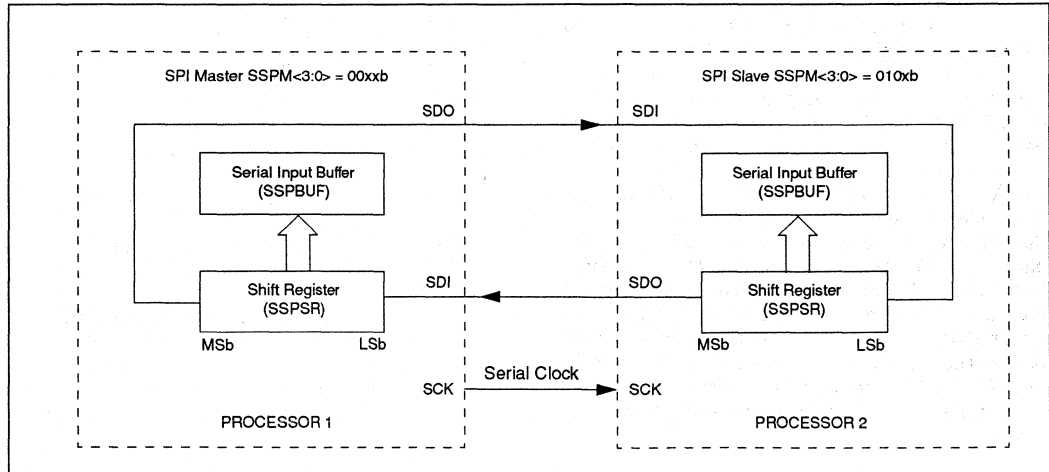 SPI Master SSPM<3:0> = 00xxb
SPI Slave SSPM<3:0> = 010xb
SDO
SDI
Serial Input Buffer
(SSPBUF)
Serial Input Buffer
(SSPBUF)
SDI
SDO
Shift Register
(SSPSR)
Shift Register
(SSPSR)
MSb
LSb
MSb
LSb
Serial Clock
SCK
SCK
PROCESSOR 1
PROCESSOR 2